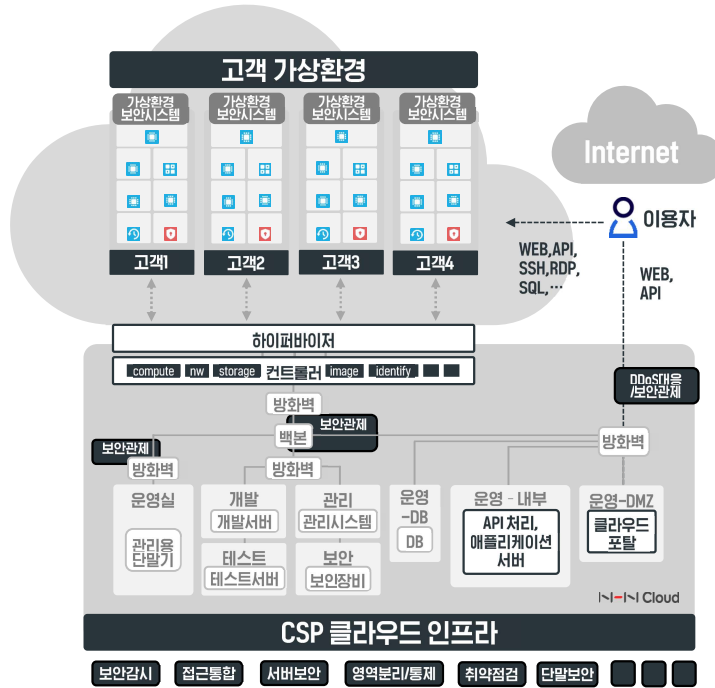 고객 가상환경
가상환경
보안시스템
가상환경
보안시스템
가상환경
보안시스템
가상환경
보안시스템
고객1
고객2
고객3
고객4
Internet
이용자
WEB,API,
SSH,RDP,
SQL,…
WEB,
API
하이퍼바이저
compute
nw
storage
컨트롤러
image
identify
DDoS대응
/보안관제
방화벽
보안관제
백본
방화벽
보안관제
방화벽
방화벽
운영실
관리용
단말기
개발
개발서버
테스트
테스트서버
관리
관리시스템
보안
보인장비
운영
-DB
DB
운영 - 내부
API 처리,
애플리케이션
서버
운영-DMZ
클라우드
포탈
NHN Cloud
CSP 클라우드 인프라
보안감시
접근통합
서버보안
영역분리/통제
취약점검
단말보안